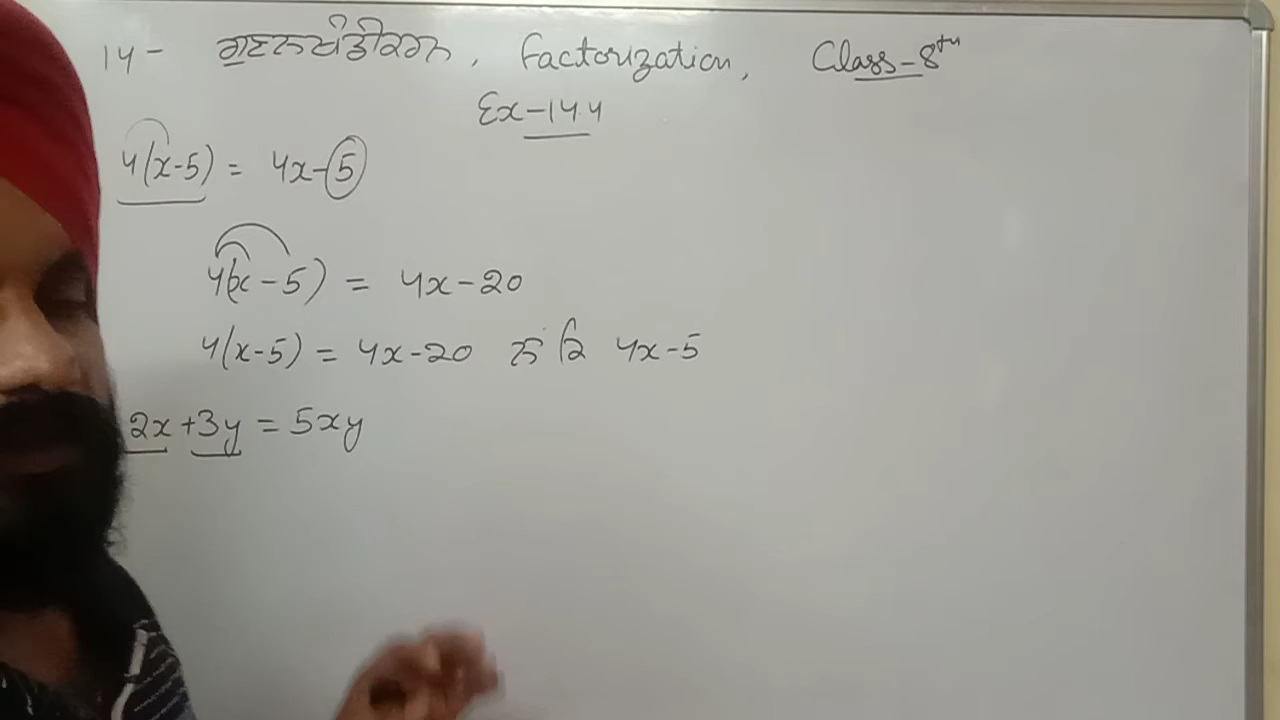 14- ਗੁਣਨਖੰਡੀਕਰਨ, Factorization, Class-8th
Ex-14.4
4(x-5) = 4x-5
4(x-5) = 4x-20
4(x-5) = 4x-20 ਨਾਂ ਕਿ 4x-5
2x+3y = 5xy